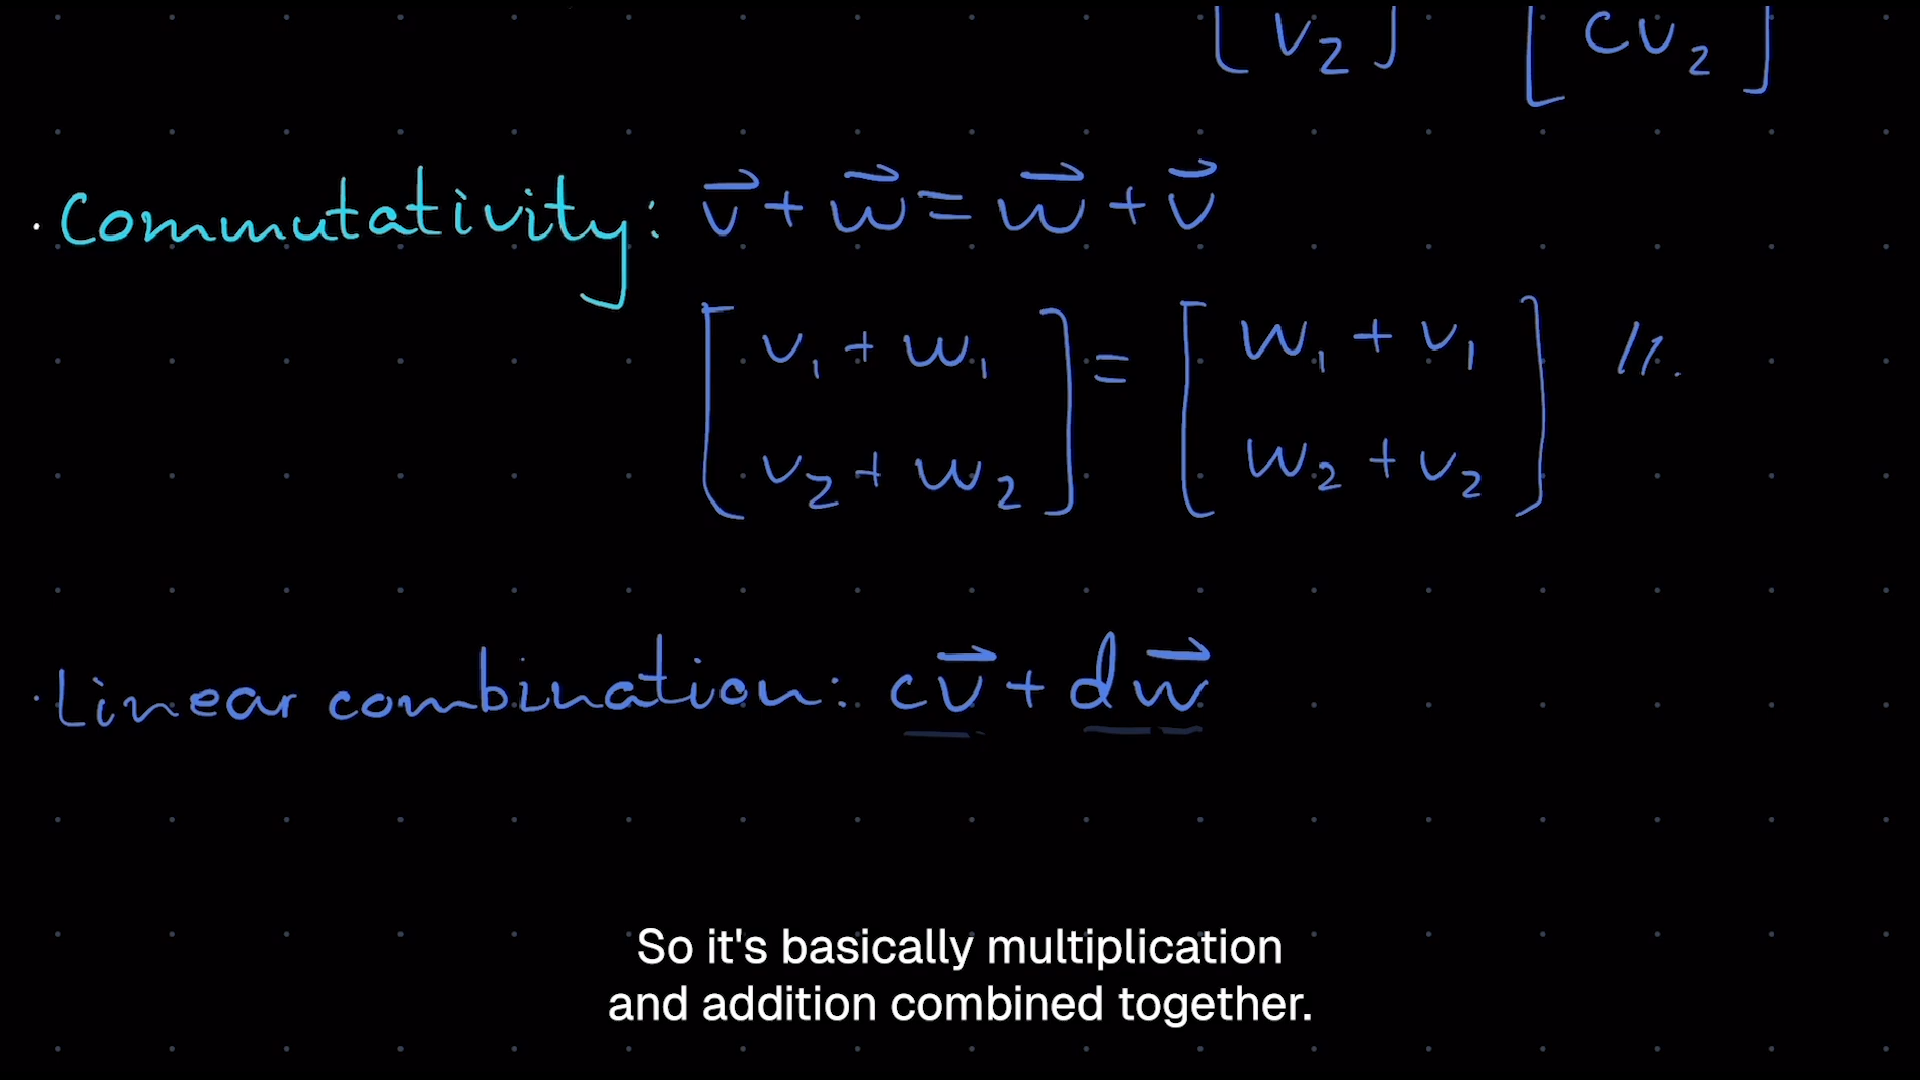 [v₂] [cv₂]
· Commutativity: v⃗ + w⃗ = w⃗ + v⃗
[v₁ + w₁] = [w₁ + v₁] //.
[v₂ + w₂] [w₂ + v₂]
· Linear combination: cv⃗ + dw⃗
So it's basically multiplication
and addition combined together.